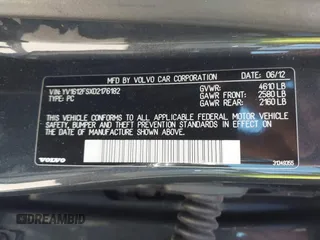 MFD. BY VOLVO CAR CORPORATION
DATE: 06/12
VIN: YV1612FSXD2176182
TYPE: PC
GVWR: 4610 LB
GAWR FRONT: 2580 LB
GAWR REAR: 2160 LB
THIS VEHICLE CONFORMS TO ALL APPLICABLE U.S. FEDERAL MOTOR VEHICLE
SAFETY, BUMPER AND THEFT PREVENTION STANDARDS IN EFFECT ON THE DATE
OF MANUFACTURE SHOWN ABOVE.
VOLVO
DREAMBID